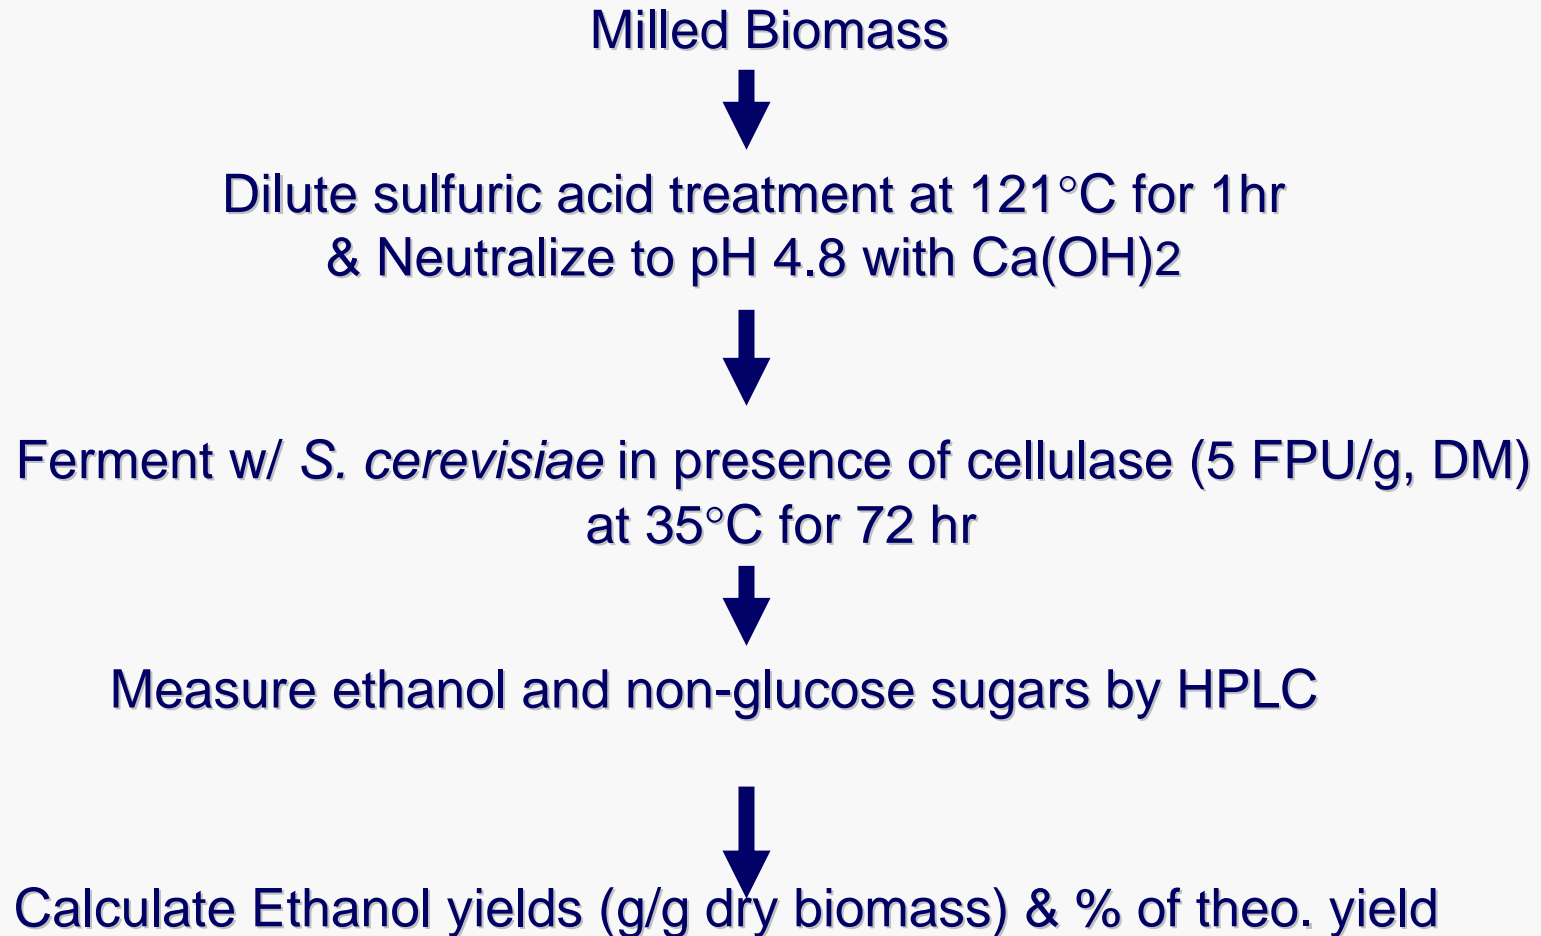 Milled Biomass
Dilute sulfuric acid treatment at 121°C for 1hr
& Neutralize to pH 4.8 with Ca(OH)2
Ferment w/ S. cerevisiae in presence of cellulase (5 FPU/g, DM)
at 35°C for 72 hr
Measure ethanol and non-glucose sugars by HPLC
Calculate Ethanol yields (g/g dry biomass) & % of theo. yield